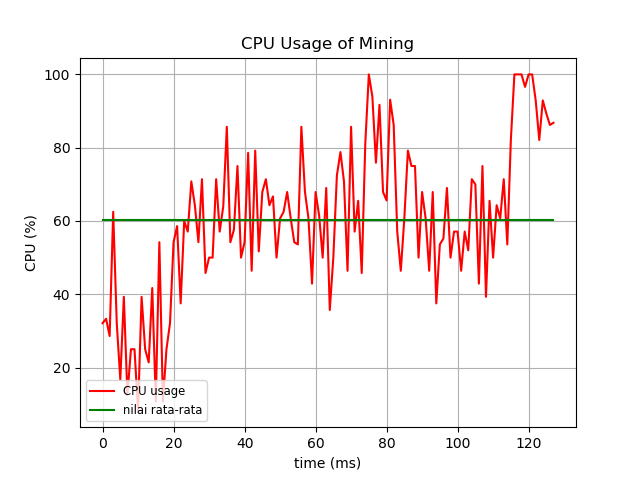 CPU Usage of Mining
100
80
60
40
20
CPU (%)
CPU usage
nilai rata-rata
0 20 40 60 80 100 120
time (ms)